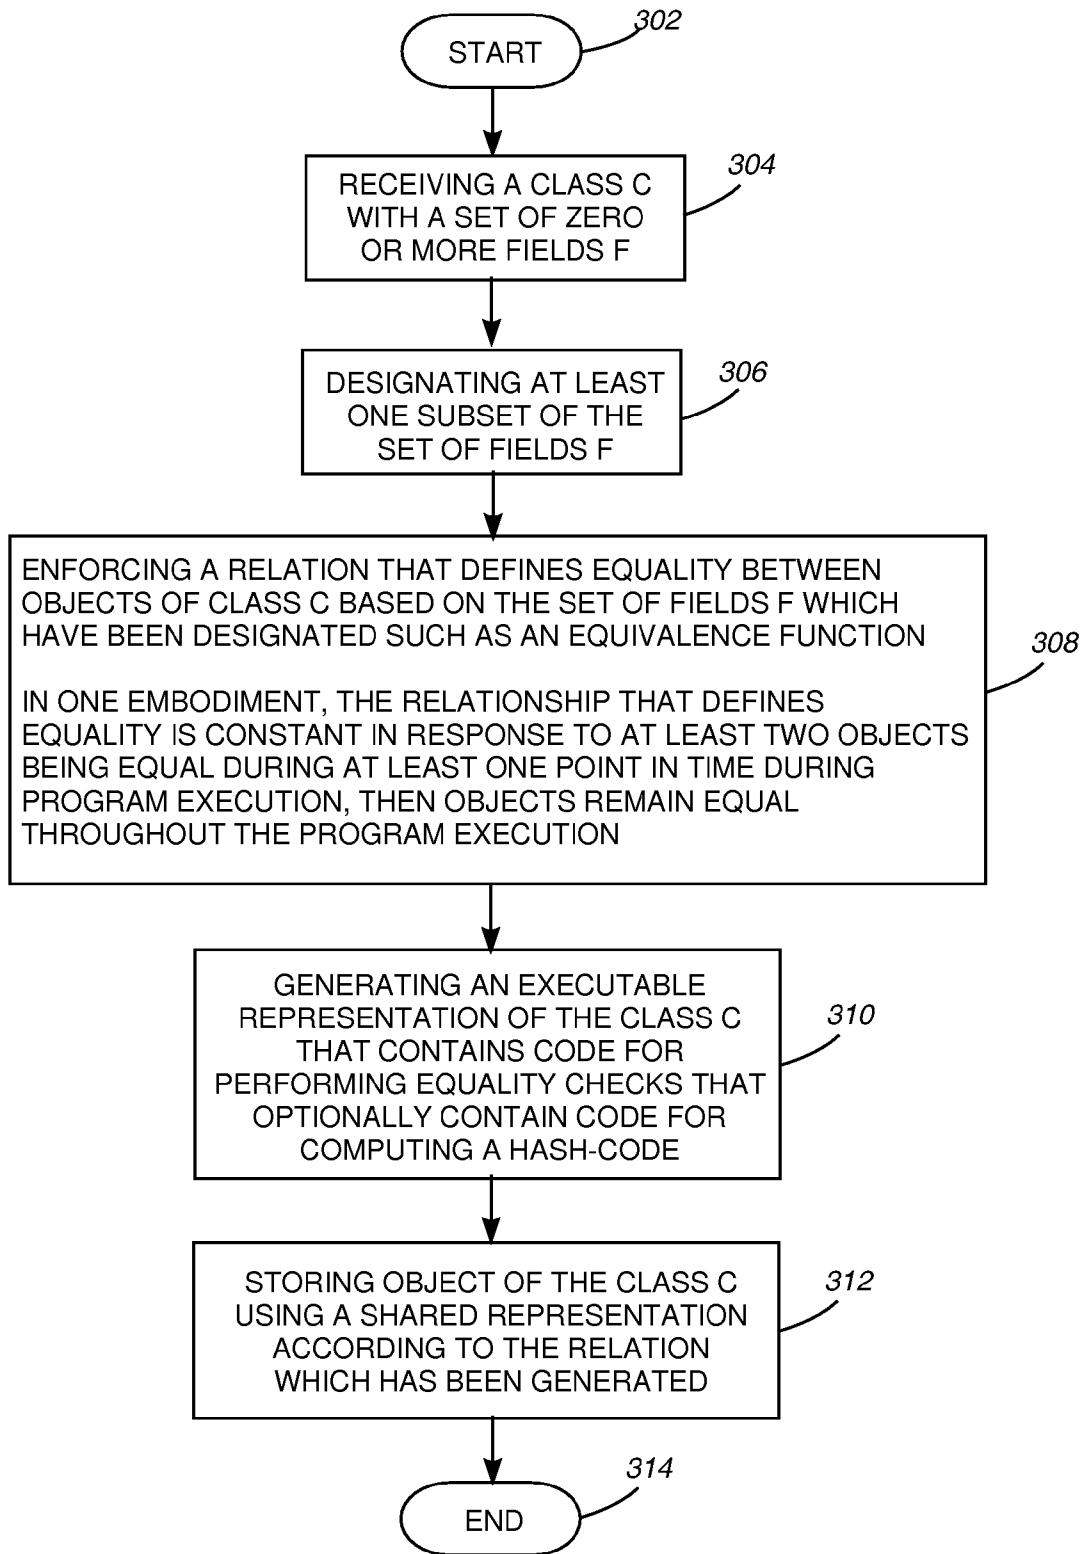 302
START
304
RECEIVING A CLASS C
WITH A SET OF ZERO
OR MORE FIELDS F
306
DESIGNATING AT LEAST
ONE SUBSET OF THE
SET OF FIELDS F
308
ENFORCING A RELATION THAT DEFINES EQUALITY BETWEEN
OBJECTS OF CLASS C BASED ON THE SET OF FIELDS F WHICH
HAVE BEEN DESIGNATED SUCH AS AN EQUIVALENCE FUNCTION
IN ONE EMBODIMENT, THE RELATIONSHIP THAT DEFINES
EQUALITY IS CONSTANT IN RESPONSE TO AT LEAST TWO OBJECTS
BEING EQUAL DURING AT LEAST ONE POINT IN TIME DURING
PROGRAM EXECUTION, THEN OBJECTS REMAIN EQUAL
THROUGHOUT THE PROGRAM EXECUTION
310
GENERATING AN EXECUTABLE
REPRESENTATION OF THE CLASS C
THAT CONTAINS CODE FOR
PERFORMING EQUALITY CHECKS THAT
OPTIONALLY CONTAIN CODE FOR
COMPUTING A HASH-CODE
312
STORING OBJECT OF THE CLASS C
USING A SHARED REPRESENTATION
ACCORDING TO THE RELATION
WHICH HAS BEEN GENERATED
314
END